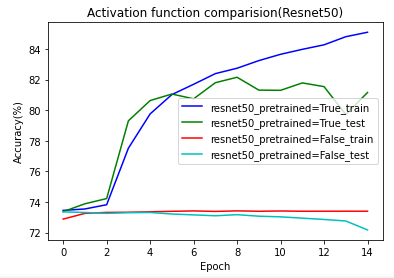 Activation function comparision(Resnet50)
Accuracy(%)
84
82
80
78
76
74
72
resnet50_pretrained=True_train
resnet50_pretrained=True_test
resnet50_pretrained=False_train
resnet50_pretrained=False_test
0 2 4 6 8 10 12 14
Epoch